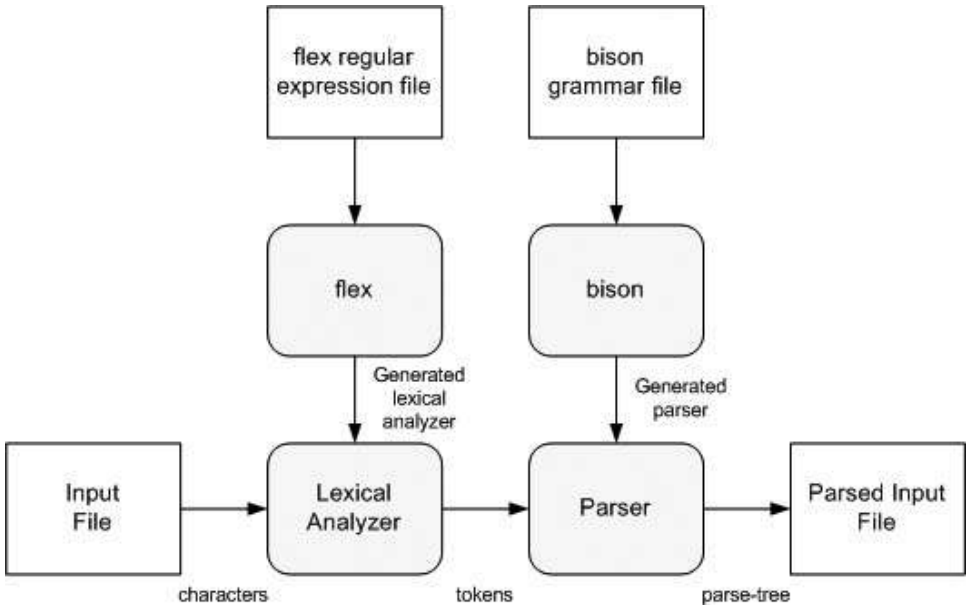 flex regular
expression file
bison
grammar file
flex
bison
Generated
lexical
analyzer
Generated
parser
Input
File
Lexical
Analyzer
Parser
Parsed Input
File
characters
tokens
parse-tree